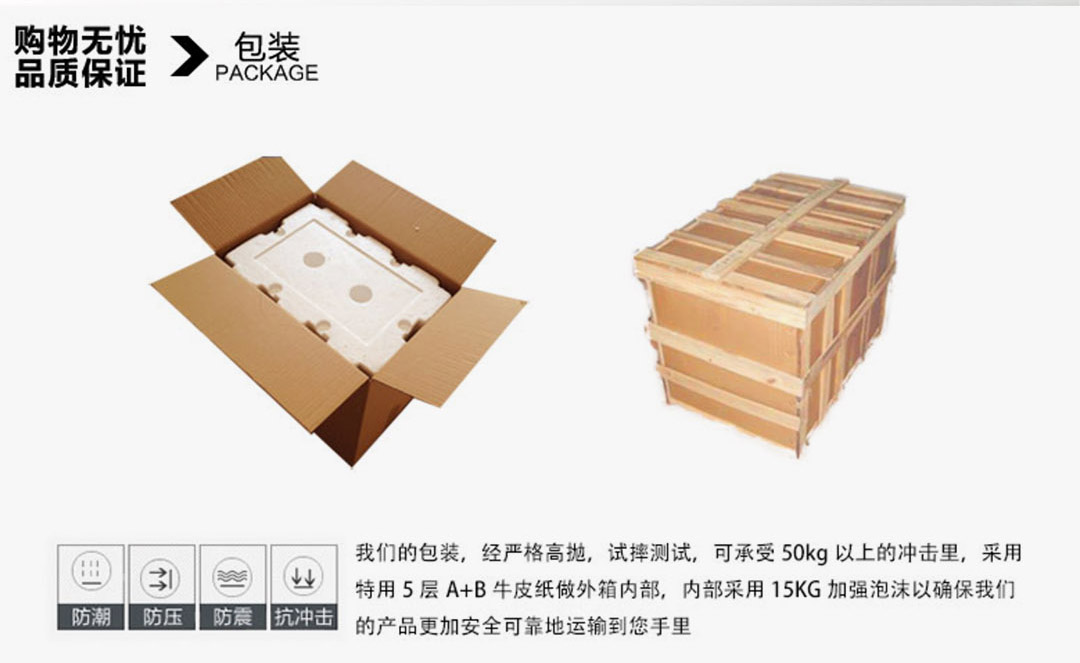 购物无忧
品质保证
包装
PACKAGE
防潮
防压
防震
抗冲击
我们的包装，经严格高抛，试摔测试，可承受 50kg 以上的冲击里，采用
特用 5 层 A+B 牛皮纸做外箱内部，内部采用 15KG 加强泡沫以确保我们
的产品更加安全可靠地运输到您手里